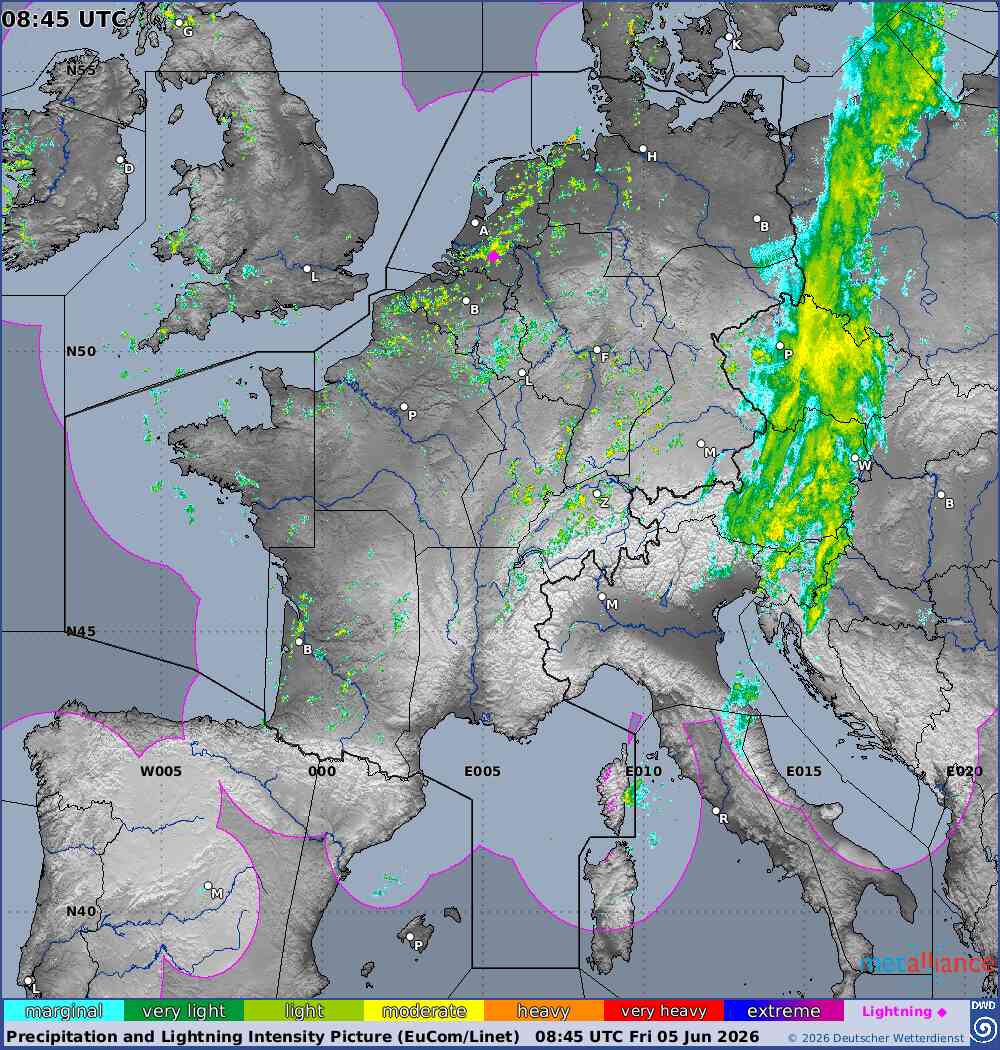 08:45 UTC
G
K
N55
D
H
A
B
L
B
N50
P
F
L
P
M
W
Z
B
M
N45
B
W005
000
E005
E010
E015
E020
R
M
N40
P
L
metalliance
marginal
very light
light
moderate
heavy
very heavy
extreme
Lightning ◆
DWD
Precipitation and Lightning Intensity Picture (EuCom/Linet) 08:45 UTC Fri 05 Jun 2026
© 2026 Deutscher Wetterdienst